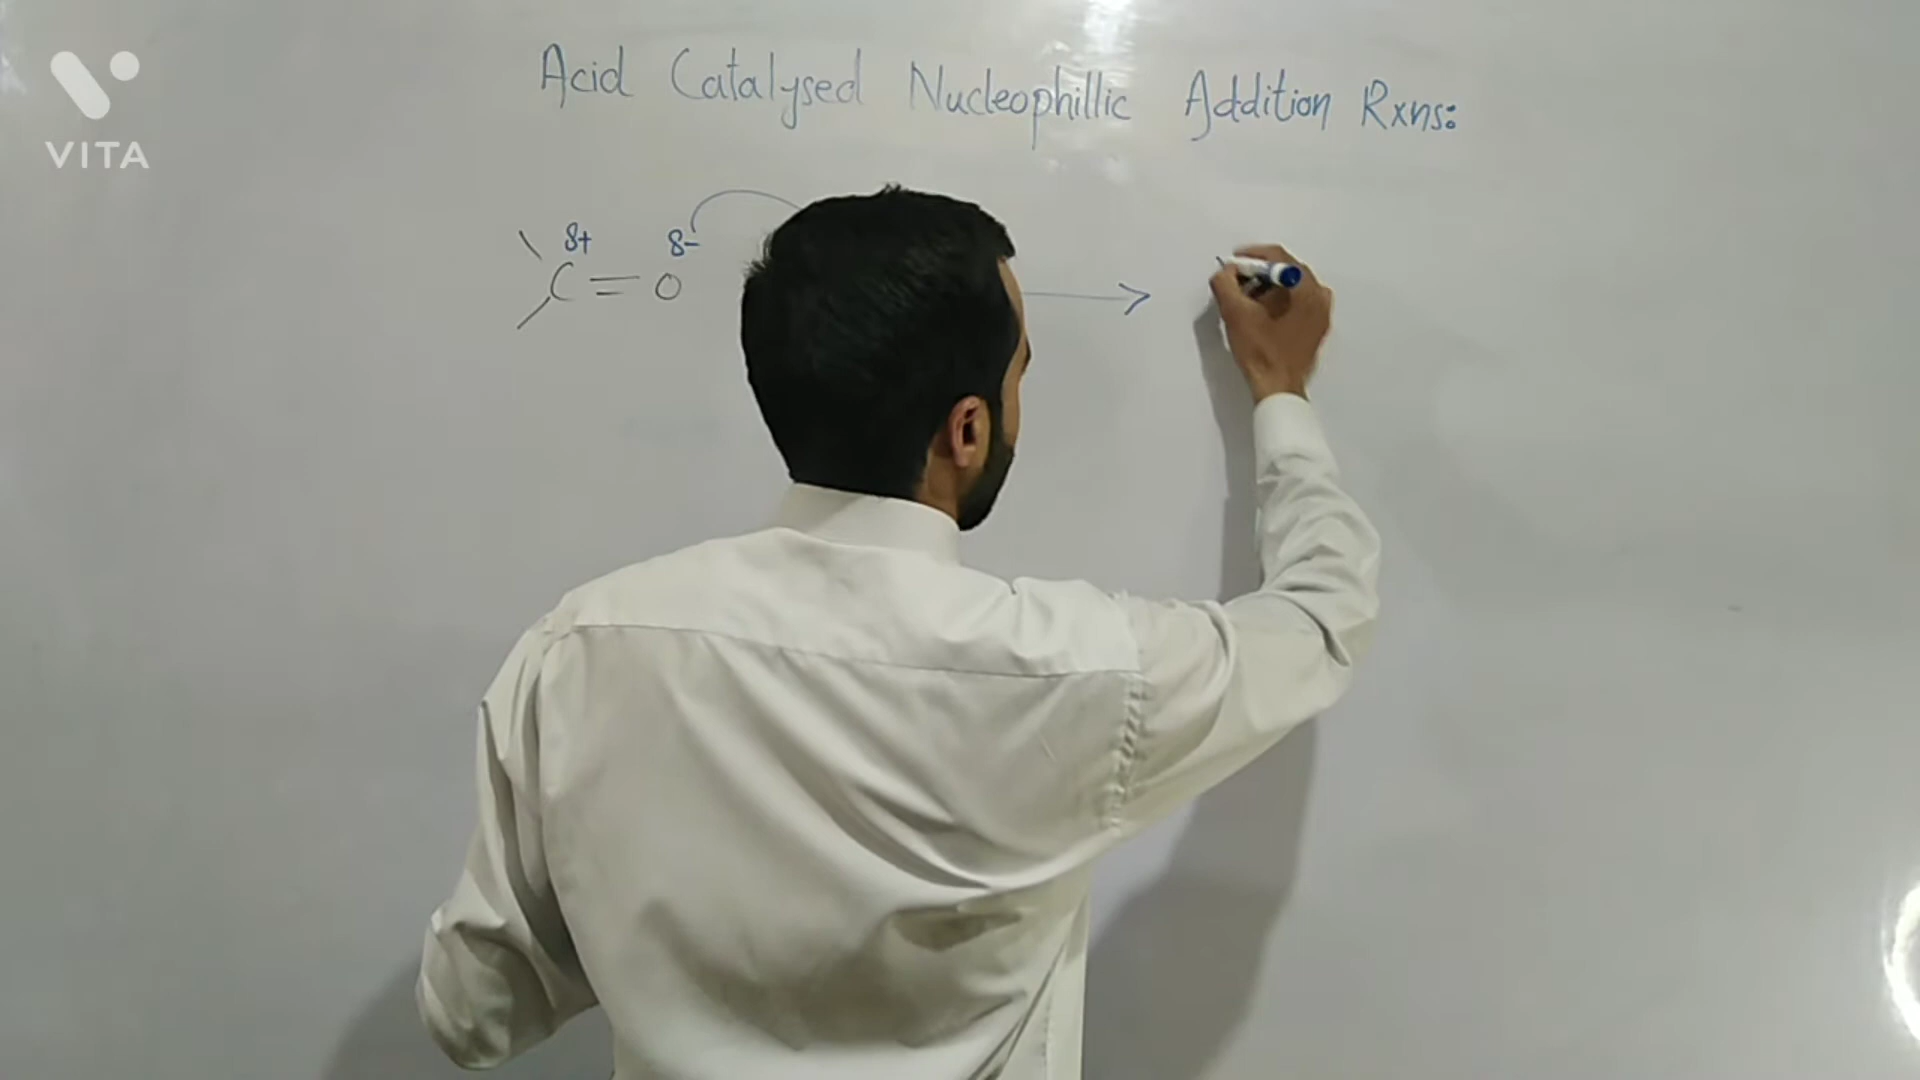 VITA
Acid Catalysed Nucleophillic Addition Rxns:
δ+ δ-
C = O